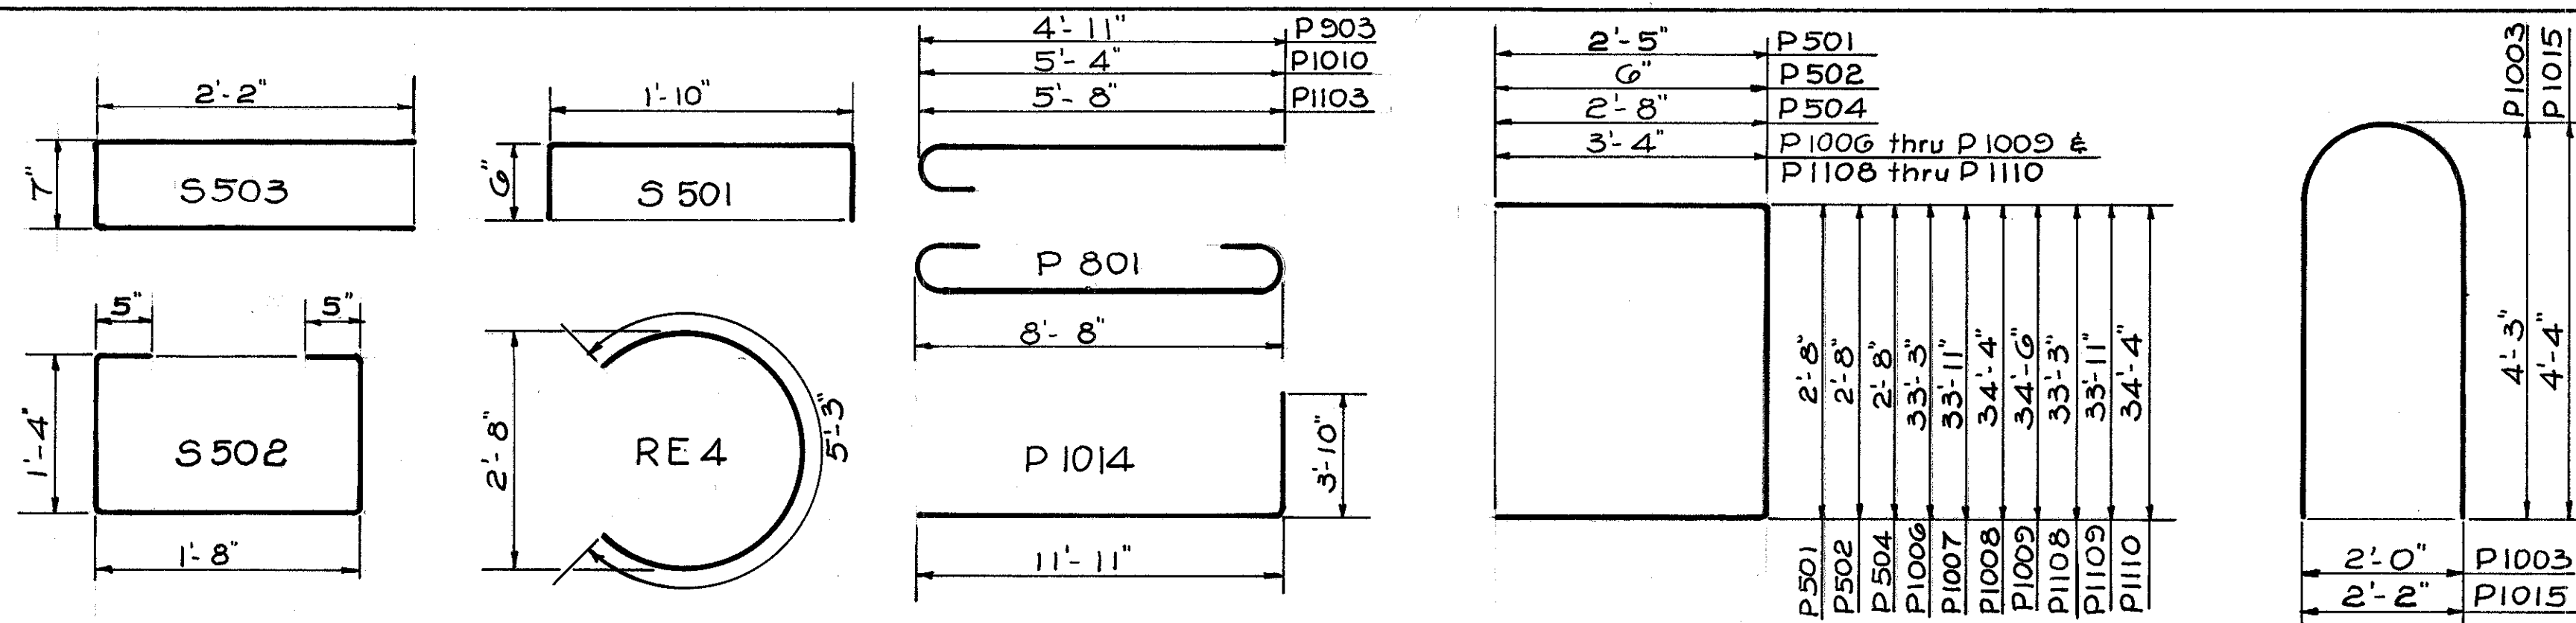 2'-2"
7"
S503
1'-10"
6"
S 501
4'-11" P903
5'-4" P1010
5'-8" P1103
P 801
8'-8"
5" 5"
1'-4"
S502
1'-8"
2'-8"
RE 4
5'-3"
P 1014
3'-10"
11'-11"
2'-5" P501
6" P502
2'-8" P504
3'-4" P1006 thru P1009 &
P1108 thru P1110
2'-8" P501
2'-8" P502
2'-8" P504
33'-3" P1006
33'-11" P1007
34'-4" P1008
34'-6" P1009
33'-3" P1108
33'-11" P1109
34'-4" P1110
P1003 4'-3"
P1015 4'-4"
2'-0" P1003
2'-2" P1015